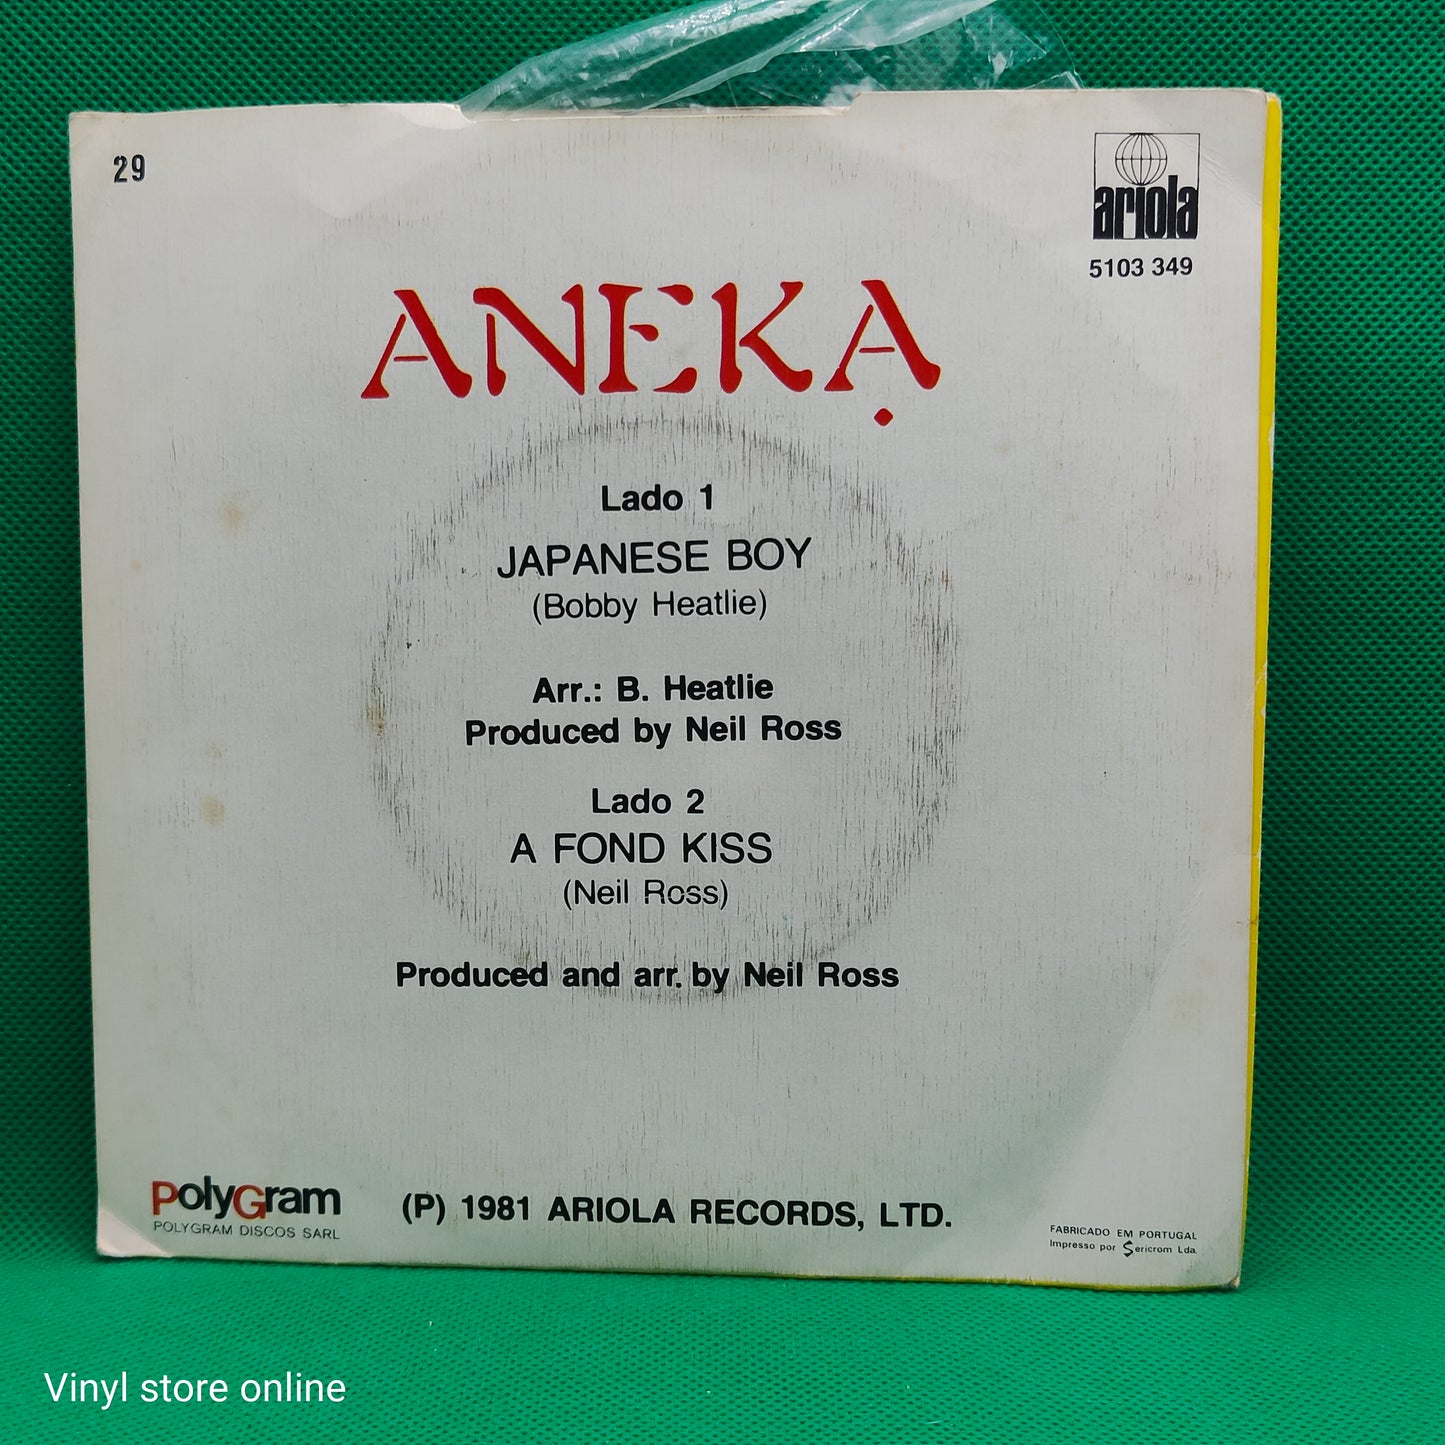 29
ariola
5103 349
ANEKA
Lado 1
JAPANESE BOY
(Bobby Heatlie)
Arr.: B. Heatlie
Produced by Neil Ross
Lado 2
A FOND KISS
(Neil Ross)
Produced and arr. by Neil Ross
PolyGram
POLYGRAM DISCOS SARL
(P) 1981 ARIOLA RECORDS, LTD.
FABRICADO EM PORTUGAL
Impresso por Sericrom Lda.
Vinyl store online